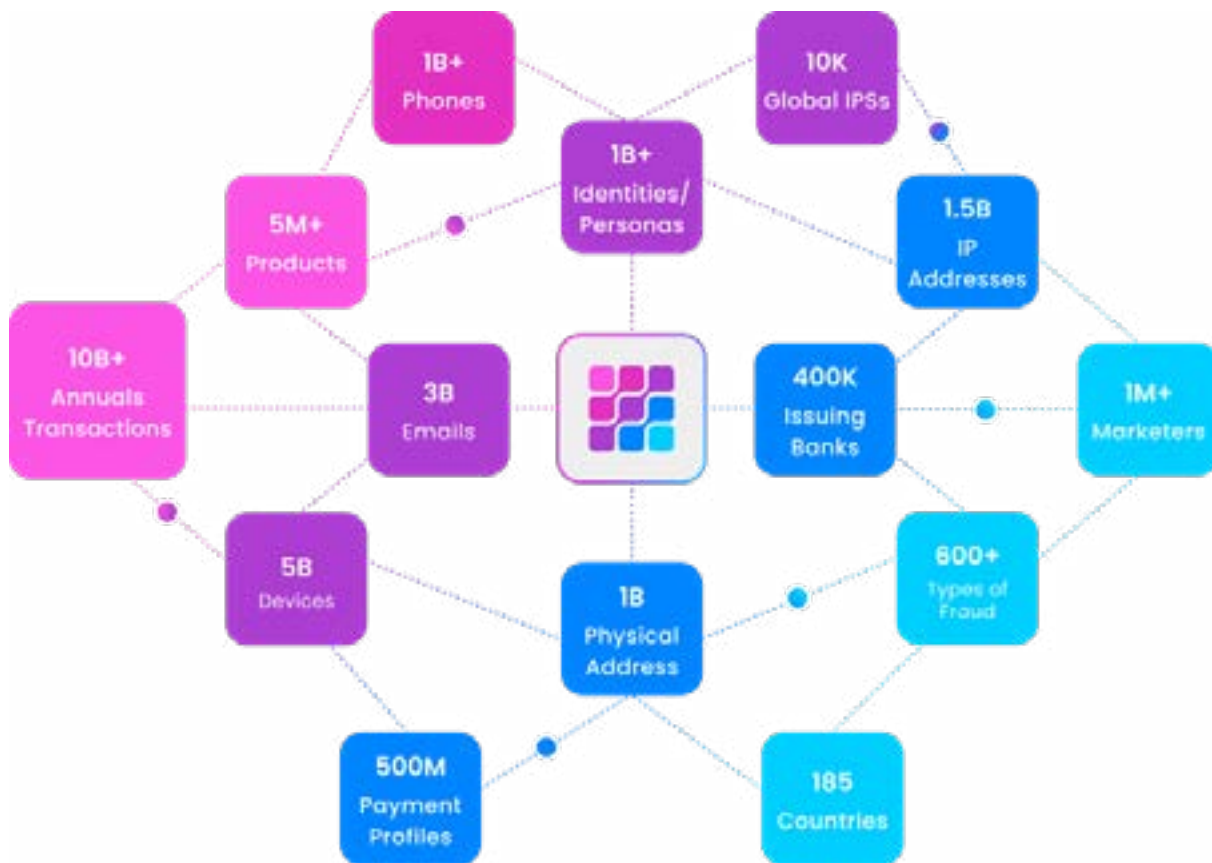 1B+
Phones
10K
Global IPSs
1B+
Identities/
Personas
5M+
Products
1.5B
IP
Addresses
10B+
Annuals
Transactions
3B
Emails
400K
Issuing
Banks
1M+
Marketers
5B
Devices
1B
Physical
Address
600+
Types of
Fraud
500M
Payment
Profiles
185
Countries